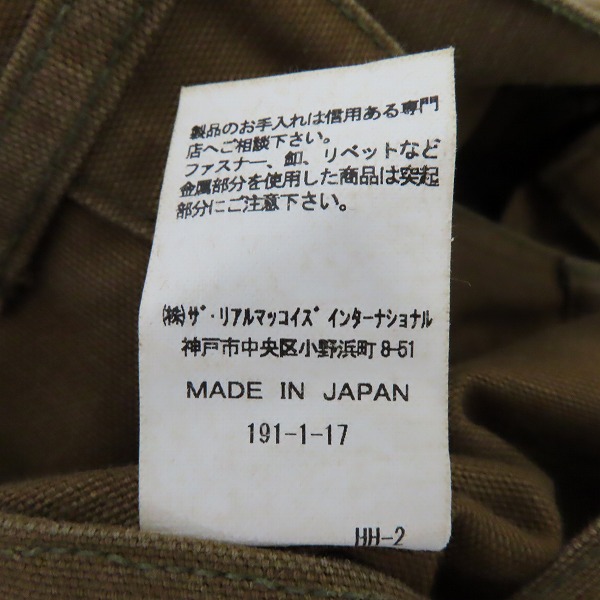 製品のお手入れは信用ある専門
店へご相談下さい。
ファスナー、釦、リベットなど
金属部分を使用した商品は突起
部分にご注意下さい。
(株)ザ・リアルマッコイズ インターナショナル
神戸市中央区小野浜町8-51
MADE IN JAPAN
191-1-17
HH-2